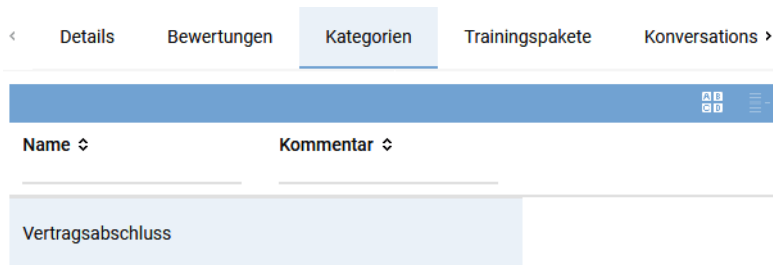 Details Bewertungen Kategorien Trainingspakete Konversations
A B
C D
Name Kommentar
Vertragsabschluss